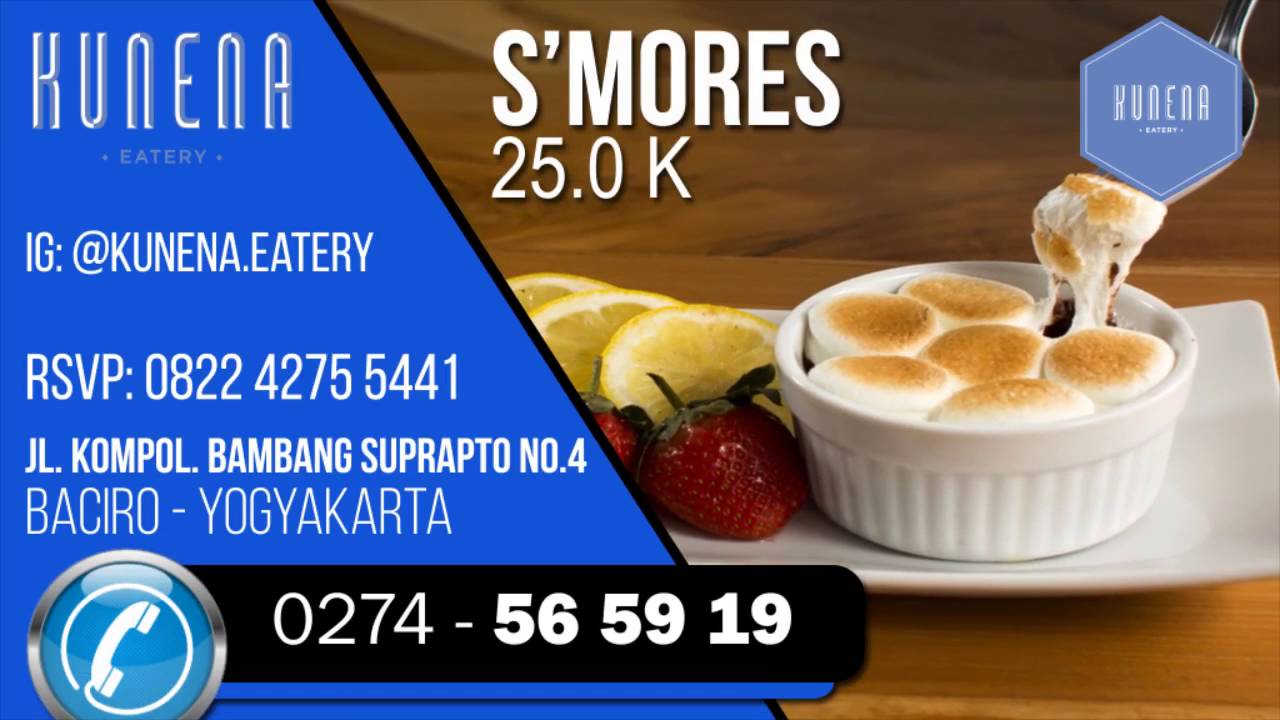 KUNENA
• EATERY •
IG: @KUNENA.EATERY
RSVP: 0822 4275 5441
JL. KOMPOL. BAMBANG SUPRAPTO NO.4
BACIRO - YOGYAKARTA
0274 - 56 59 19
S'MORES
25.0 K
KUNENA
• EATERY •